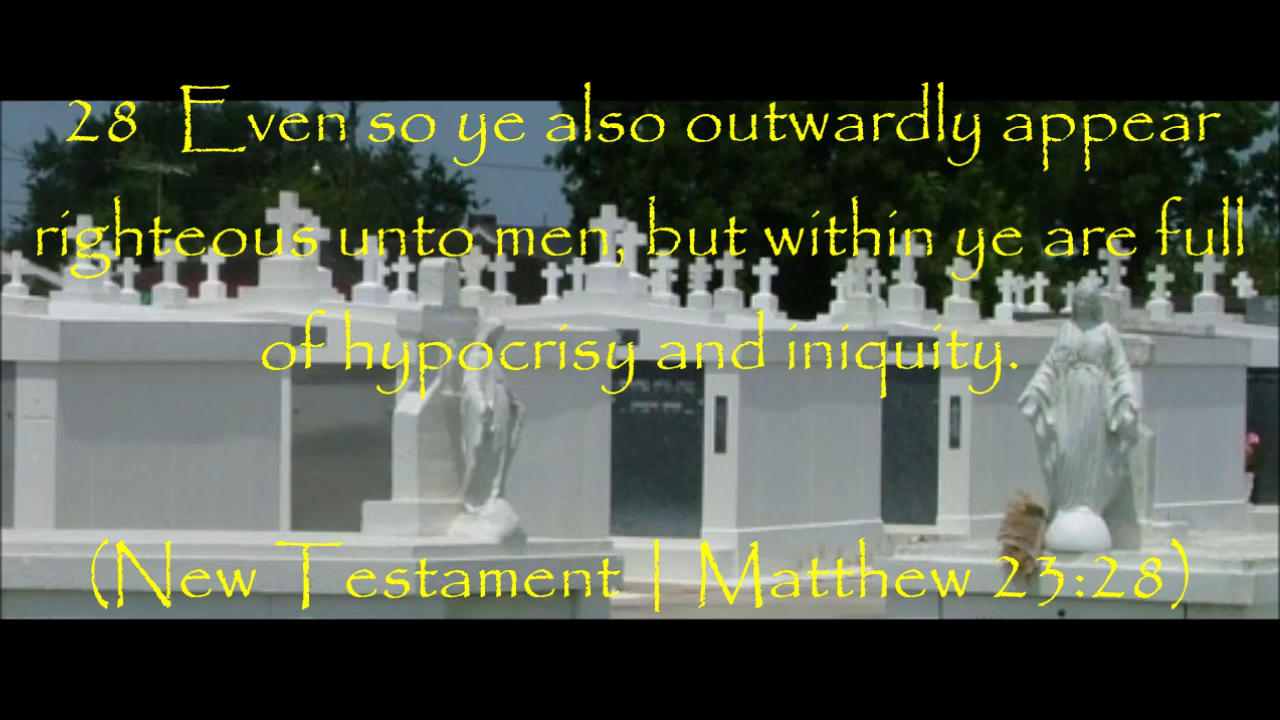 28 Even so ye also outwardly appear
righteous unto men, but within ye are full
of hypocrisy and iniquity.
(New Testament | Matthew 23:28)